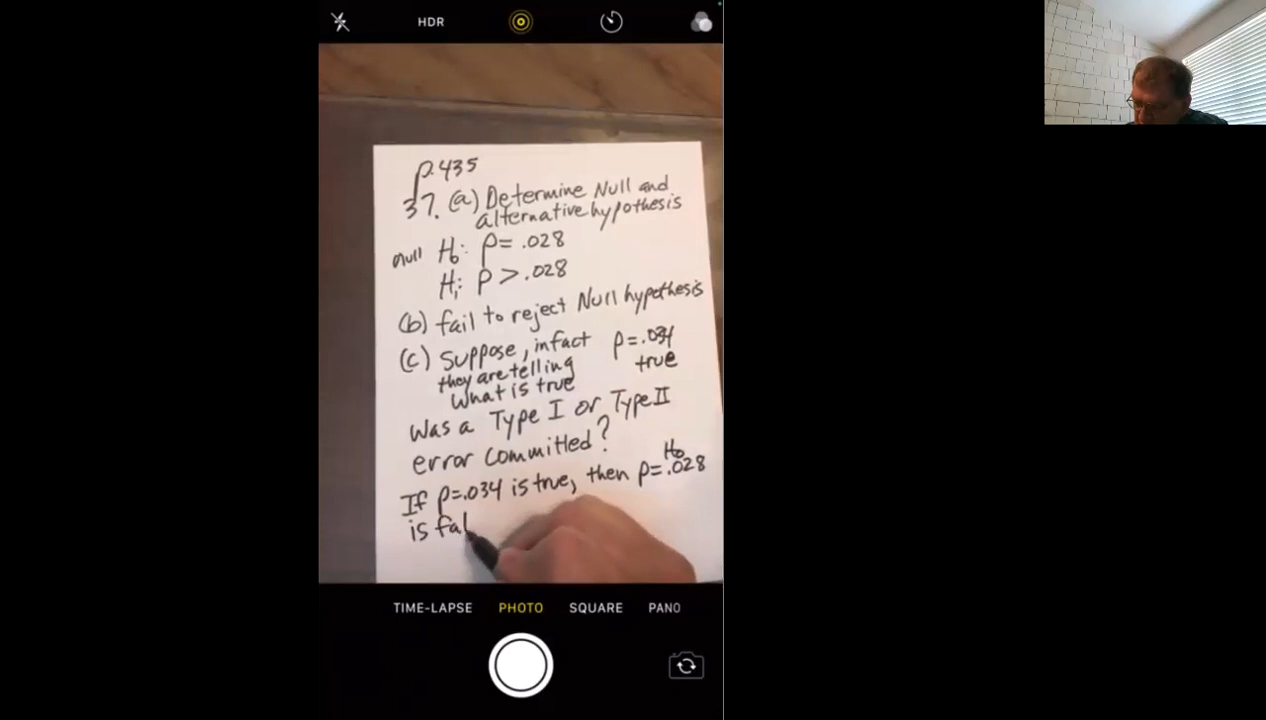 HDR
p.435
37. (a) Determine Null and
alternative hypothesis
null H0: p = .028
H1: p > .028
(b) fail to reject Null hypothesis
(c) Suppose, infact p = .034
they are telling true
What is true
Was a Type I or Type II
error committed?
H0
If p=.034 is true, then p=.028
is fal
TIME-LAPSE PHOTO SQUARE PANO